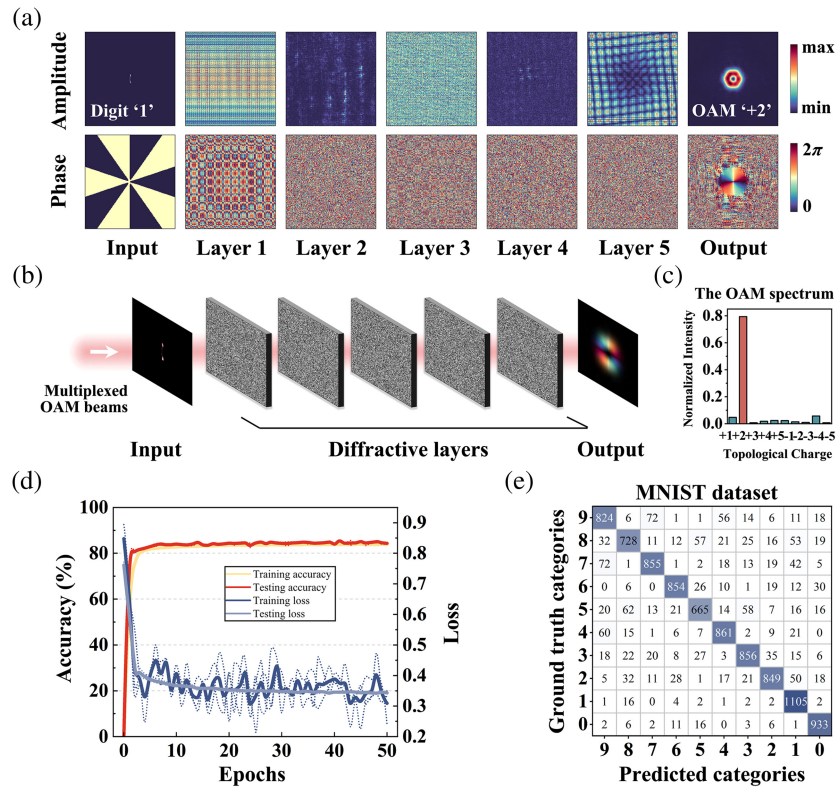 (a)
Amplitude
Digit ‘1’
OAM ‘+2’
max
min
Phase
2π
0
Input Layer 1 Layer 2 Layer 3 Layer 4 Layer 5 Output
(b)
Multiplexed
OAM beams
Input
Diffractive layers
Output
(c)
The OAM spectrum
Normalized Intensity
0.8
0.6
0.4
0.2
0.0
+1+2+3+4+5-1-2-3-4-5
Topological Charge
(d)
Accuracy (%)
100
80
60
40
20
0
Training accuracy
Testing accuracy
Training loss
Testing loss
0.9
0.8
0.7
0.6
0.5
0.4
0.3
0.2
Loss
0 10 20 30 40 50
Epochs
(e)
MNIST dataset
Ground truth categories
9 824 6 72 1 1 56 14 6 11 18
8 32 728 11 12 57 21 25 16 53 19
7 72 1 855 1 2 18 13 19 42 5
6 0 6 0 854 26 10 1 19 12 30
5 20 62 13 21 665 14 58 7 16 16
4 60 15 1 6 7 861 2 9 21 0
3 18 22 20 8 27 3 856 35 15 6
2 5 32 11 28 1 17 21 849 50 18
1 1 16 0 4 2 1 2 2 1105 2
0 2 6 2 11 16 0 3 6 1 933
9 8 7 6 5 4 3 2 1 0
Predicted categories